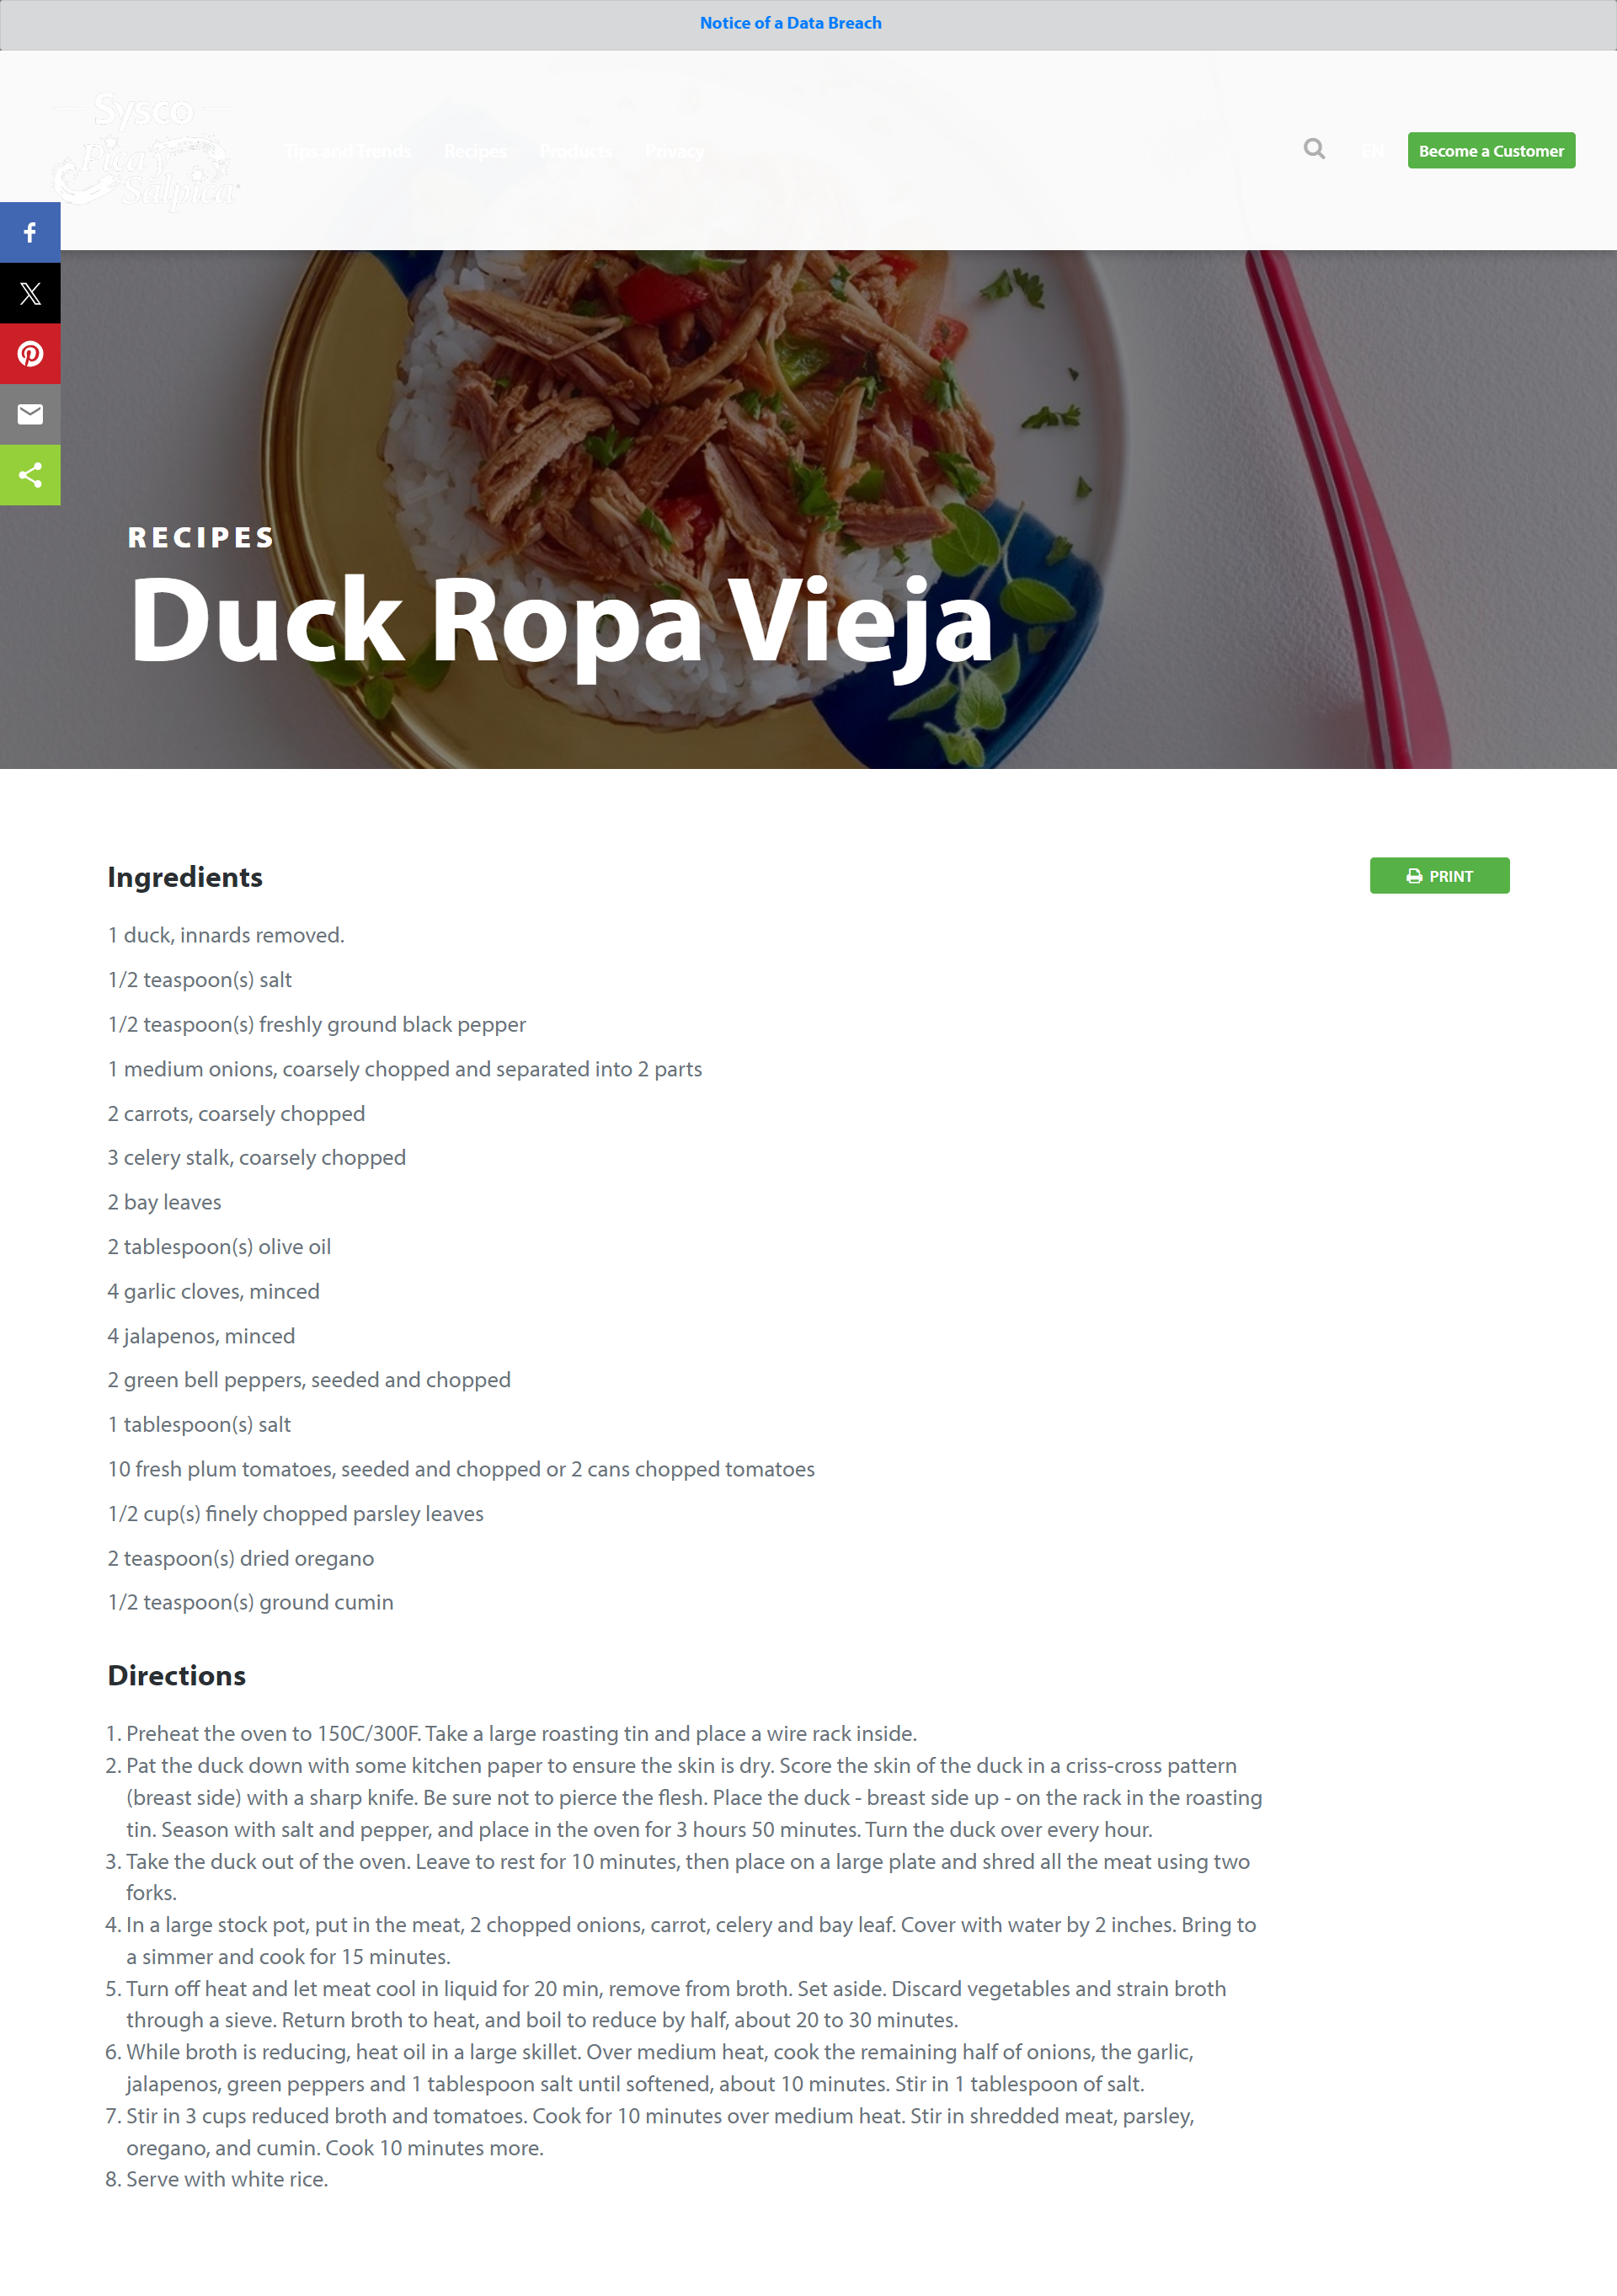 Notice of a Data Breach
Sysco
Pica y
Salpica
Tips and Trends Recipes Products Privacy EN Become a Customer
RECIPES
Duck Ropa Vieja
Ingredients
PRINT
1 duck, innards removed.
1/2 teaspoon(s) salt
1/2 teaspoon(s) freshly ground black pepper
1 medium onions, coarsely chopped and separated into 2 parts
2 carrots, coarsely chopped
3 celery stalk, coarsely chopped
2 bay leaves
2 tablespoon(s) olive oil
4 garlic cloves, minced
4 jalapenos, minced
2 green bell peppers, seeded and chopped
1 tablespoon(s) salt
10 fresh plum tomatoes, seeded and chopped or 2 cans chopped tomatoes
1/2 cup(s) finely chopped parsley leaves
2 teaspoon(s) dried oregano
1/2 teaspoon(s) ground cumin
Directions
1. Preheat the oven to 150C/300F. Take a large roasting tin and place a wire rack inside.
2. Pat the duck down with some kitchen paper to ensure the skin is dry. Score the skin of the duck in a criss-cross pattern
(breast side) with a sharp knife. Be sure not to pierce the flesh. Place the duck - breast side up - on the rack in the roasting
tin. Season with salt and pepper, and place in the oven for 3 hours 50 minutes. Turn the duck over every hour.
3. Take the duck out of the oven. Leave to rest for 10 minutes, then place on a large plate and shred all the meat using two
forks.
4. In a large stock pot, put in the meat, 2 chopped onions, carrot, celery and bay leaf. Cover with water by 2 inches. Bring to
a simmer and cook for 15 minutes.
5. Turn off heat and let meat cool in liquid for 20 min, remove from broth. Set aside. Discard vegetables and strain broth
through a sieve. Return broth to heat, and boil to reduce by half, about 20 to 30 minutes.
6. While broth is reducing, heat oil in a large skillet. Over medium heat, cook the remaining half of onions, the garlic,
jalapenos, green peppers and 1 tablespoon salt until softened, about 10 minutes. Stir in 1 tablespoon of salt.
7. Stir in 3 cups reduced broth and tomatoes. Cook for 10 minutes over medium heat. Stir in shredded meat, parsley,
oregano, and cumin. Cook 10 minutes more.
8. Serve with white rice.